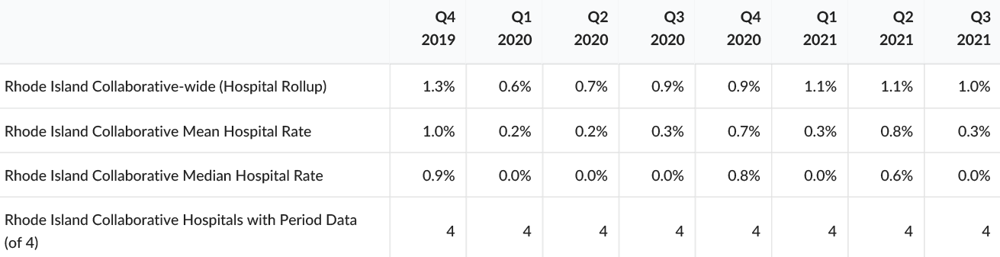 Q4 Q1 Q2 Q3 Q4 Q1 Q2 Q3
2019 2020 2020 2020 2020 2021 2021 2021
Rhode Island Collaborative-wide (Hospital Rollup) 1.3% 0.6% 0.7% 0.9% 0.9% 1.1% 1.1% 1.0%
Rhode Island Collaborative Mean Hospital Rate 1.0% 0.2% 0.2% 0.3% 0.7% 0.3% 0.8% 0.3%
Rhode Island Collaborative Median Hospital Rate 0.9% 0.0% 0.0% 0.0% 0.8% 0.0% 0.6% 0.0%
Rhode Island Collaborative Hospitals with Period Data
(of 4) 4 4 4 4 4 4 4 4